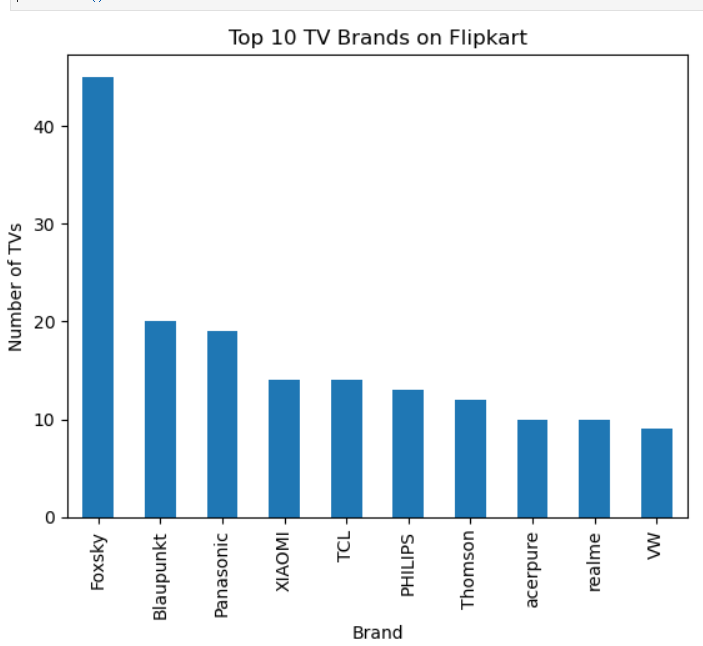 Top 10 TV Brands on Flipkart
Number of TVs
40
30
20
10
0
Foxsky
Blaupunkt
Panasonic
XIAOMI
TCL
PHILIPS
Thomson
acerpure
realme
VW
Brand